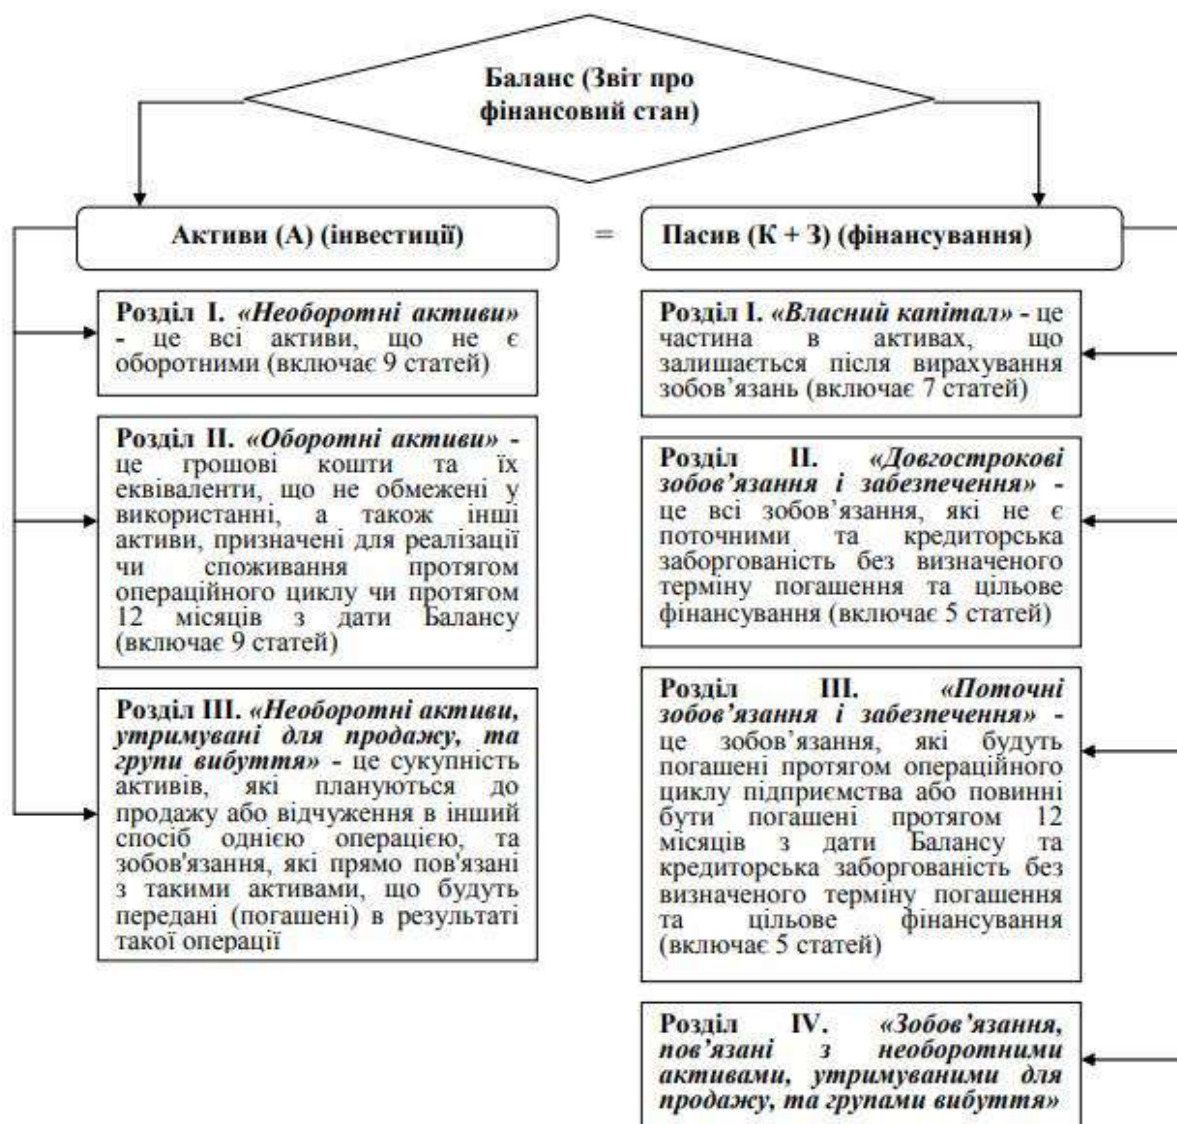 Баланс (Звіт про
фінансовий стан)
Активи (А) (інвестиції)
=
Пасив (К + З) (фінансування)
Розділ І. «Необоротні активи»
- це всі активи, що не є
оборотними (включає 9 статей)
Розділ ІІ. «Оборотні активи» -
це грошові кошти та їх
еквіваленти, що не обмежені у
використанні, а також інші
активи, призначені для реалізації
чи споживання протягом
операційного циклу чи протягом
12 місяців з дати Балансу
(включає 9 статей)
Розділ ІІІ. «Необоротні активи,
утримувані для продажу, та
групи вибуття» - це сукупність
активів, які плануються до
продажу або відчуження в інший
спосіб однією операцією, та
зобов'язання, які прямо пов'язані
з такими активами, що будуть
передані (погашені) в результаті
такої операції
Розділ І. «Власний капітал» - це
частина в активах, що
залишається після вирахування
зобов’язань (включає 7 статей)
Розділ ІІ. «Довгострокові
зобов’язання і забезпечення» -
це всі зобов’язання, які не є
поточними та кредиторська
заборгованість без визначеного
терміну погашення та цільове
фінансування (включає 5 статей)
Розділ ІІІ. «Поточні
зобов’язання і забезпечення» -
це зобов’язання, які будуть
погашені протягом операційного
циклу підприємства або повинні
бути погашені протягом 12
місяців з дати Балансу та
кредиторська заборгованість без
визначеного терміну погашення
та цільове фінансування
(включає 5 статей)
Розділ IV. «Зобов’язання,
пов’язані з необоротними
активами, утримуваними для
продажу, та групами вибуття»